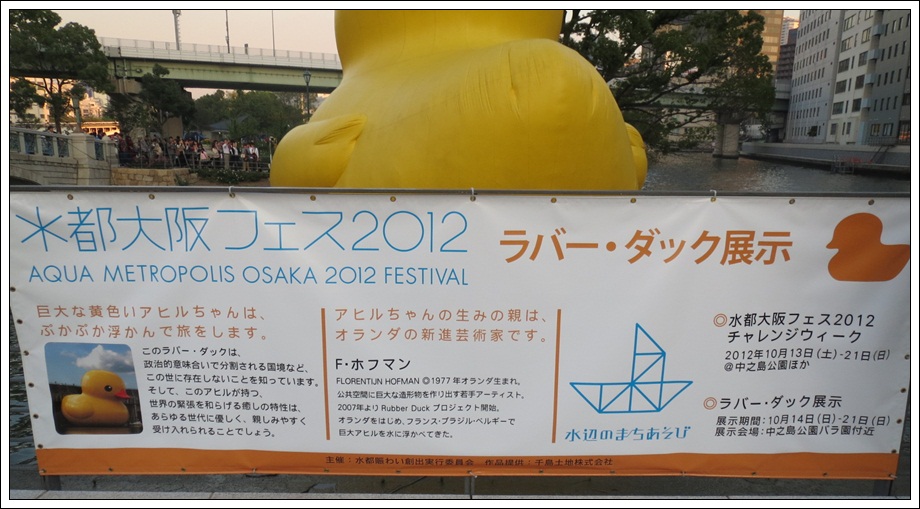 水都大阪フェス2012
AQUA METROPOLIS OSAKA 2012 FESTIVAL
ラバー・ダック展示
巨大な黄色いアヒルちゃんは、
ぷかぷか浮かんで旅をします。
このラバー・ダックは、
政治的意味合いで分割される国境など、
この世に存在しないことを知っています。
そして、このアヒルが持つ、
世界の緊張を和らげる癒しの特性は、
あらゆる世代に優しく、親しみやすく
受け入れられることでしょう。
アヒルちゃんの生みの親は、
オランダの新進芸術家です。
F・ホフマン
FLORENTIJN HOFMAN ◎1977年オランダ生まれ。
公共空間に巨大な造形物を作り出す若手アーティスト。
2007年よりRubber Duckプロジェクト開始。
オランダをはじめ、フランス・ブラジル・ベルギーで
巨大アヒルを水に浮かべてきた。
水辺のまちあそび
◎水都大阪フェス2012
チャレンジウィーク
2012年10月13日(土)-21日(日)
@中之島公園ほか
◎ラバー・ダック展示
展示期間：10月14日(日)-21日(日)
展示会場：中之島公園バラ園付近
主催：水都賑わい創出実行委員会　作品提供：千島土地株式会社